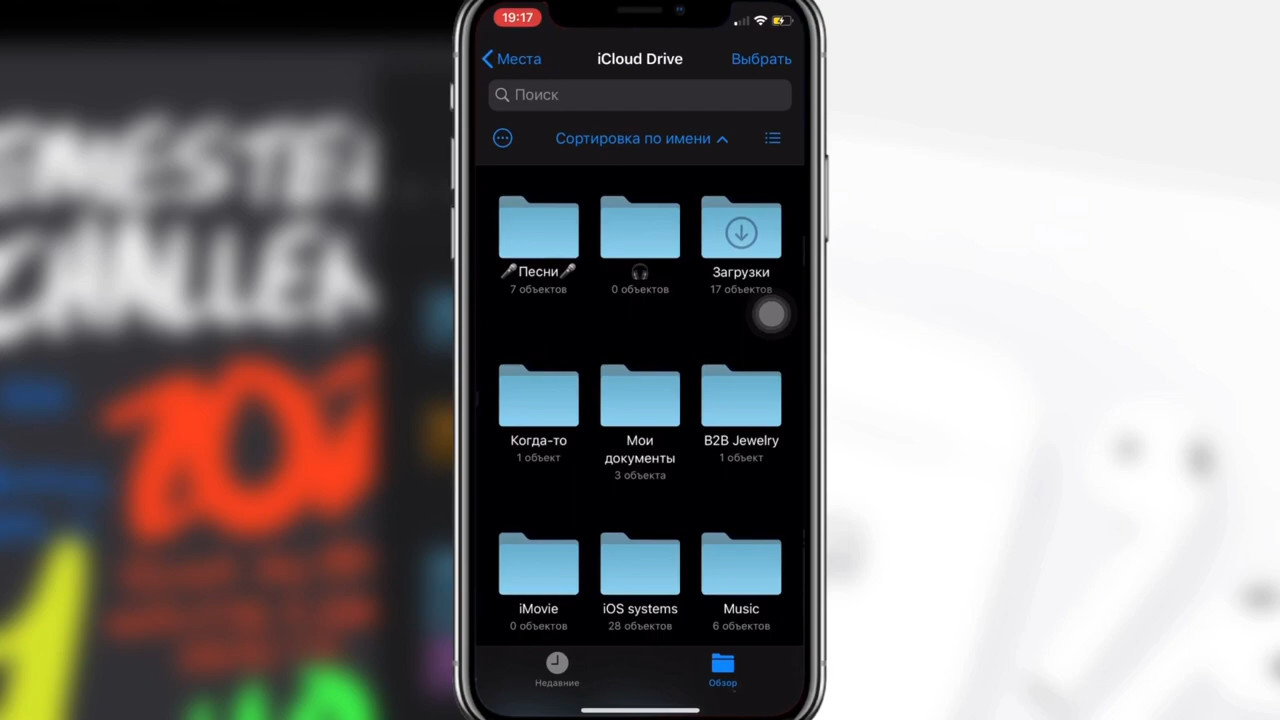 19:17
Места
iCloud Drive
Выбрать
Поиск
Сортировка по имени
🎤Песни🎤
7 объектов
🎧
0 объектов
Загрузки
17 объектов
Когда-то
1 объект
Мои
документы
3 объекта
B2B Jewelry
1 объект
iMovie
0 объектов
iOS systems
28 объектов
Music
6 объектов
Недавние
Обзор